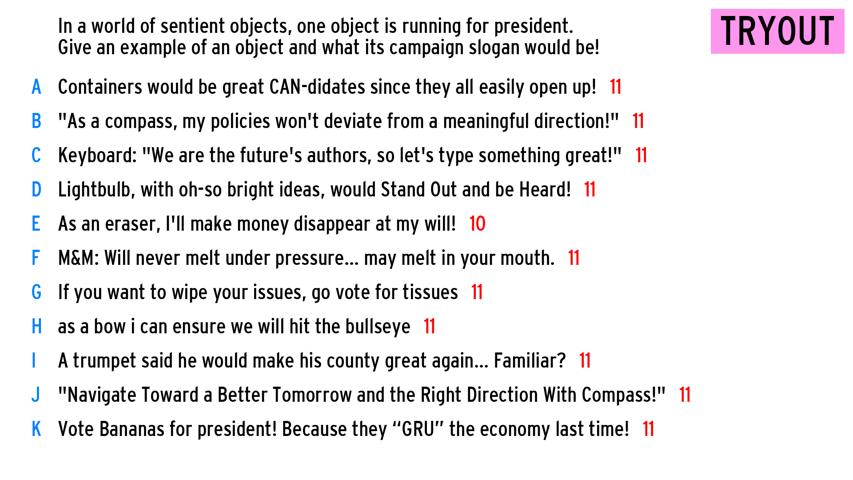 In a world of sentient objects, one object is running for president.
Give an example of an object and what its campaign slogan would be!
TRYOUT
A Containers would be great CAN-didates since they all easily open up! 11
B "As a compass, my policies won't deviate from a meaningful direction!" 11
C Keyboard: "We are the future's authors, so let's type something great!" 11
D Lightbulb, with oh-so bright ideas, would Stand Out and be Heard! 11
E As an eraser, I'll make money disappear at my will! 10
F M&M: Will never melt under pressure... may melt in your mouth. 11
G If you want to wipe your issues, go vote for tissues 11
H as a bow i can ensure we will hit the bullseye 11
I A trumpet said he would make his county great again... Familiar? 11
J "Navigate Toward a Better Tomorrow and the Right Direction With Compass!" 11
K Vote Bananas for president! Because they “GRU” the economy last time! 11